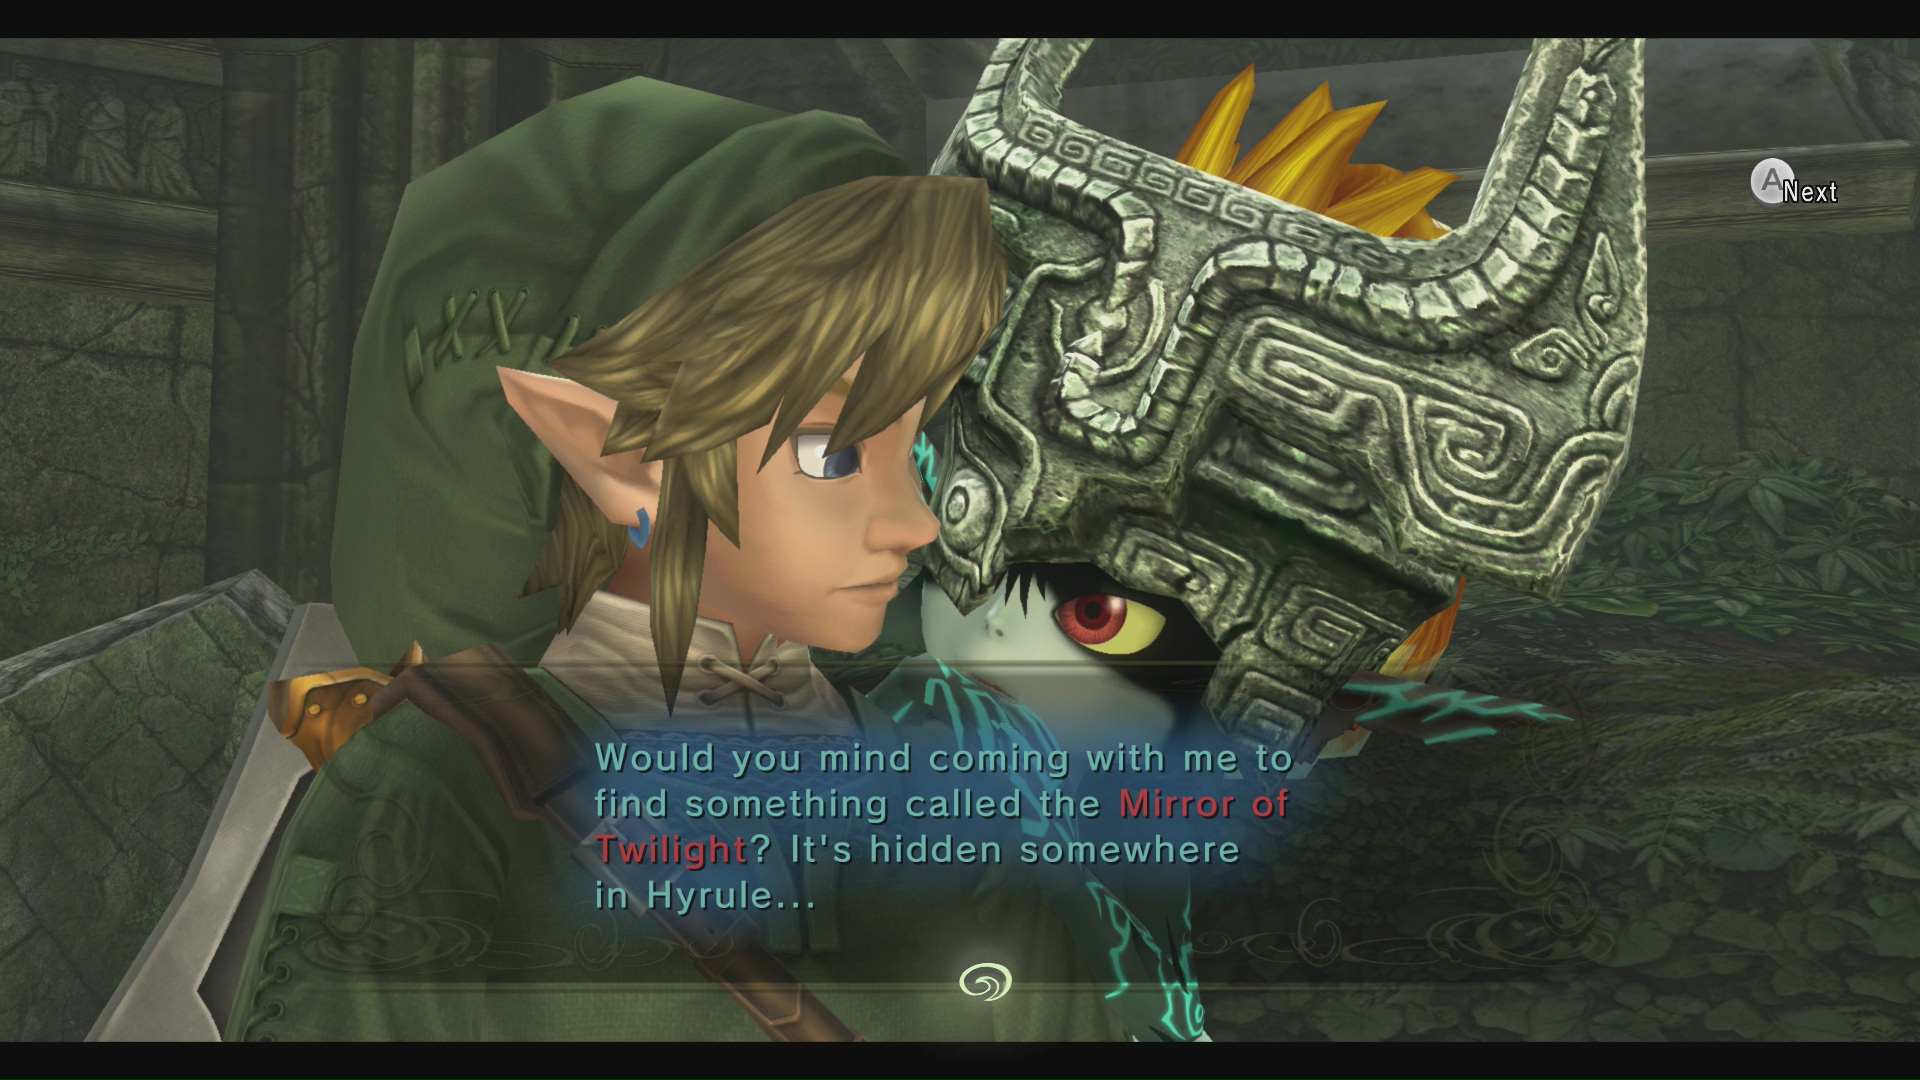 A Next
Would you mind coming with me to
find something called the Mirror of
Twilight? It's hidden somewhere
in Hyrule...